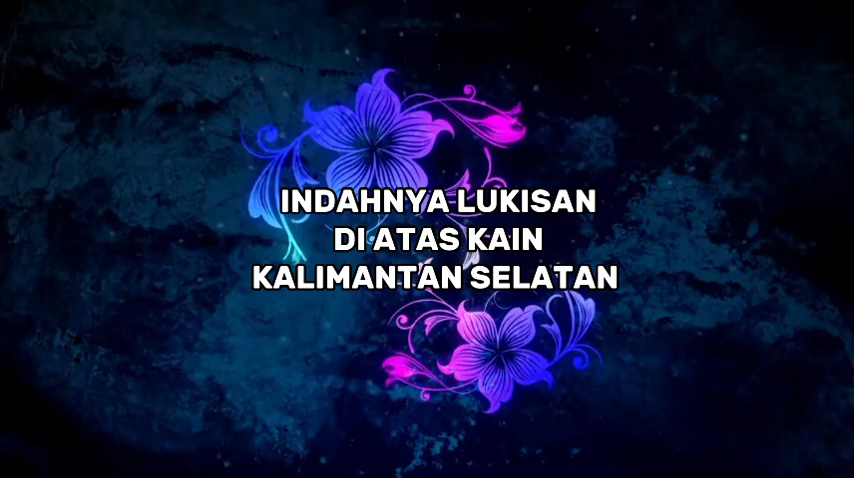 INDAHNYA LUKISAN
DI ATAS KAIN
KALIMANTAN SELATAN